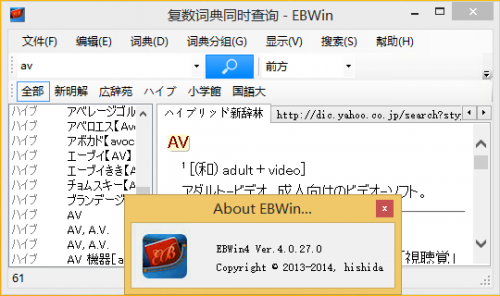 复数词典同时查询 - EBWin
文件(F) 编辑(E) 词典(D) 词典分组(G) 显示(V) 搜索(S) 帮助(H)
av 前方
全部 新明解 広辞苑 ハイブ 小学館 国語大
ハイブ アベレージゴル
ハイブ アベロエス【Ave
ハイブ アボカド【avoc
ハイブ エーブイ【AV】
ハイブ エーブイきき【A
ハイブ チョムスキー【A
ハイブ ブランデージ
ハイブ AV
ハイブ AV, A.V.
ハイブ AV, A.V.
ハイブ AV 機器[a
ハイブリッド新辞林 http://dic.yahoo.co.jp/search?sty
AV
1 [(和) adult+video]
アダルト-ビデオ。成人向けのビデオ-ソフト。
「視聴覚」
About EBWin...
EBWin4 Ver.4.0.27.0
Copyright © 2013-2014, hishida
61